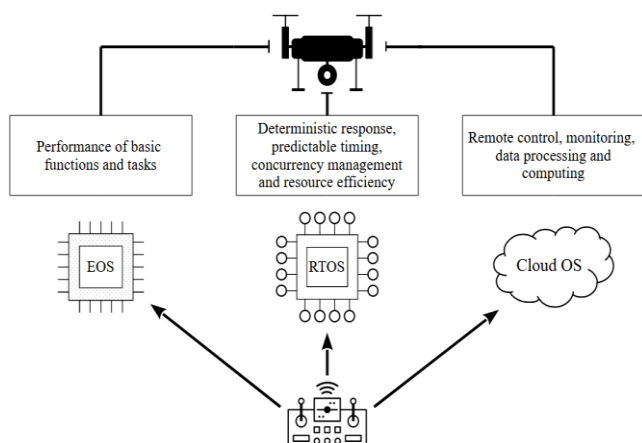 Performance of basic
functions and tasks
Deterministic response,
predictable timing,
concurrency management
and resource efficiency
Remote control, monitoring,
data processing and
computing
EOS
RTOS
Cloud OS